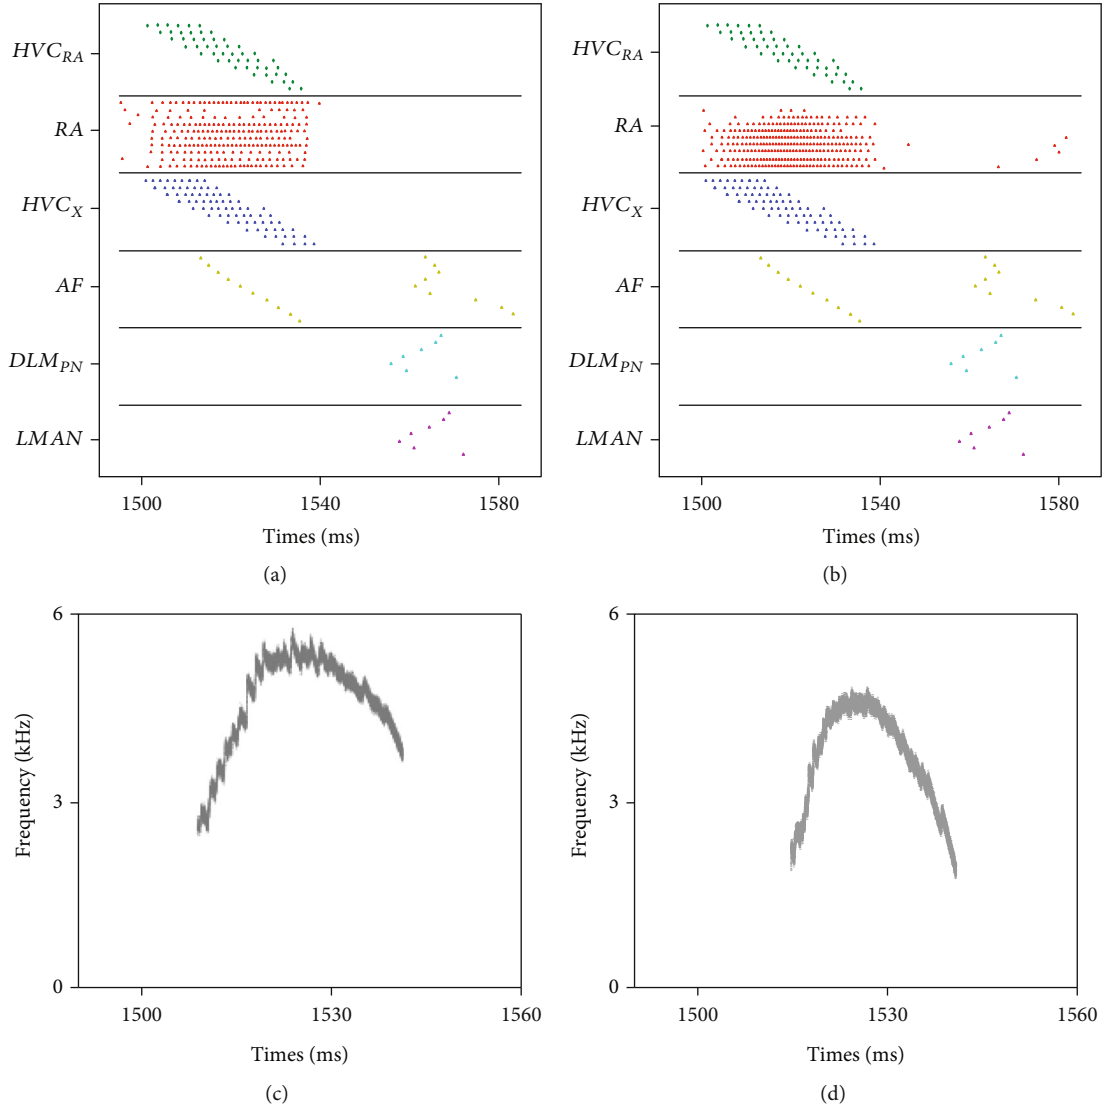 HVC_RA
RA
HVC_X
AF
DLM_PN
LMAN
1500 1540 1580
Times (ms)
(a)
HVC_RA
RA
HVC_X
AF
DLM_PN
LMAN
1500 1540 1580
Times (ms)
(b)
Frequency (kHz)
6
3
0
1500 1530 1560
Times (ms)
(c)
Frequency (kHz)
6
3
0
1500 1530 1560
Times (ms)
(d)